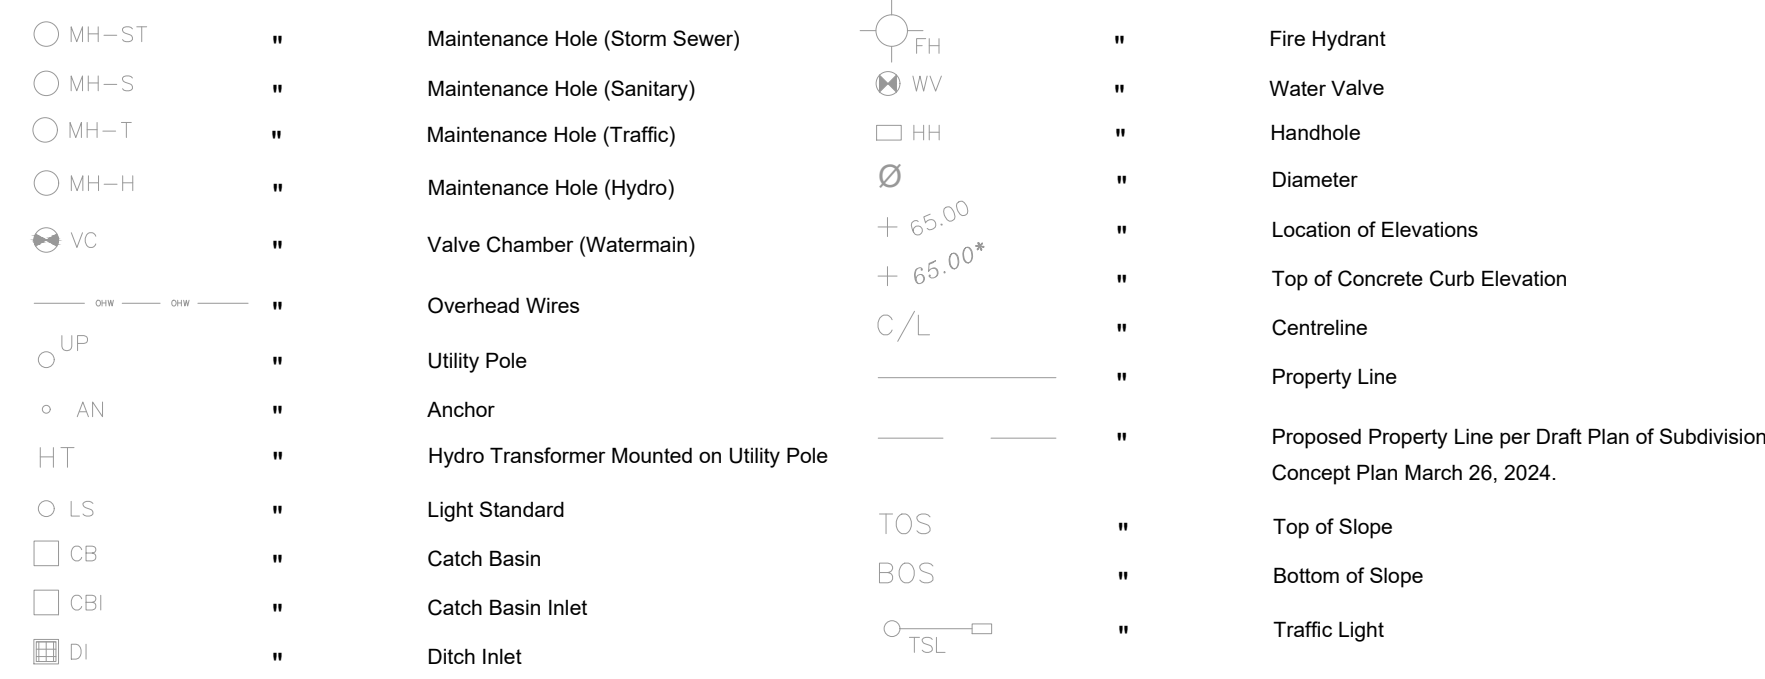 MH-ST " Maintenance Hole (Storm Sewer)
MH-S " Maintenance Hole (Sanitary)
MH-T " Maintenance Hole (Traffic)
MH-H " Maintenance Hole (Hydro)
VC " Valve Chamber (Watermain)
OHW OHW " Overhead Wires
UP " Utility Pole
AN " Anchor
HT " Hydro Transformer Mounted on Utility Pole
LS " Light Standard
CB " Catch Basin
CBI " Catch Basin Inlet
DI " Ditch Inlet
FH " Fire Hydrant
WV " Water Valve
HH " Handhole
Ø " Diameter
+ 65.00 " Location of Elevations
+ 65.00* " Top of Concrete Curb Elevation
C/L " Centreline
" Property Line
" Proposed Property Line per Draft Plan of Subdivision
Concept Plan March 26, 2024.
TOS " Top of Slope
BOS " Bottom of Slope
TSL " Traffic Light